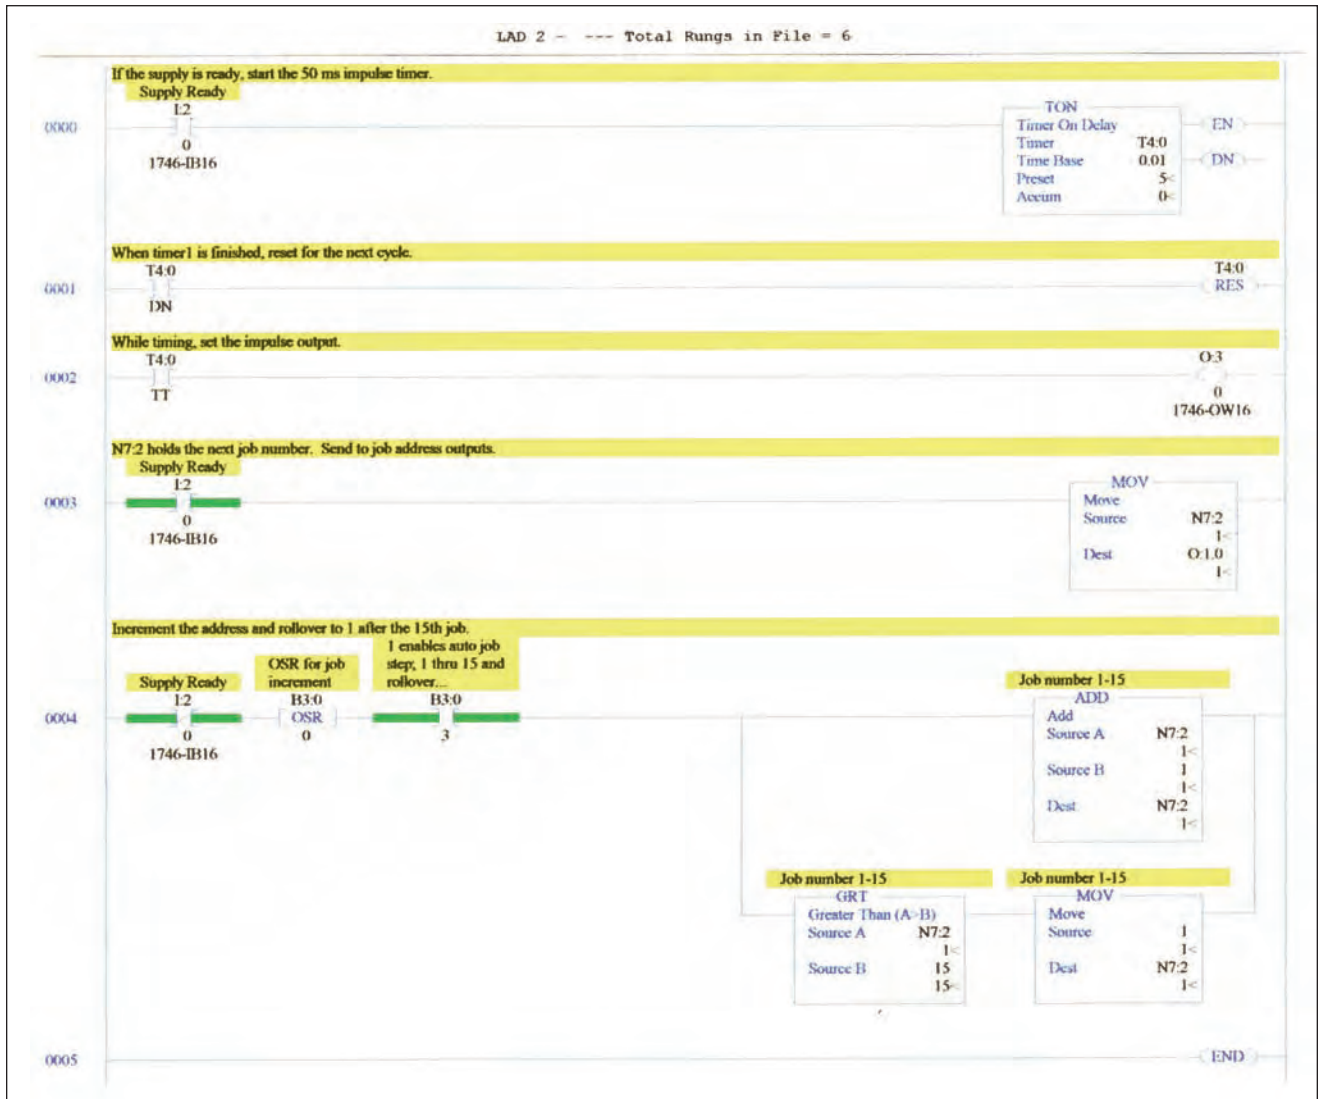 LAD 2 - --- Total Rungs in File = 6
If the supply is ready, start the 50 ms impulse timer.
Supply Ready
I:2
0000
0
1746-IB16
TON
Timer On Delay
Timer T4:0
Time Base 0.01
Preset 5<
Accum 0<
EN
DN
When timer1 is finished, reset for the next cycle.
T4:0
0001
DN
T4:0
RES
While timing, set the impulse output.
T4:0
0002
TT
O:3
0
1746-OW16
N7:2 holds the next job number. Send to job address outputs.
Supply Ready
I:2
0003
0
1746-IB16
MOV
Move
Source N7:2
1<
Dest O:1.0
1<
Increment the address and rollover to 1 after the 15th job.
Supply Ready
I:2
0004
0
1746-IB16
OSR for job
increment
B3:0
OSR
0
1 enables auto job
step; 1 thru 15 and
rollover...
B3:0
3
Job number 1-15
ADD
Add
Source A N7:2
1<
Source B 1
1<
Dest N7:2
1<
Job number 1-15
GRT
Greater Than (A>B)
Source A N7:2
1<
Source B 15
15<
Job number 1-15
MOV
Move
Source 1
1<
Dest N7:2
1<
0005
END